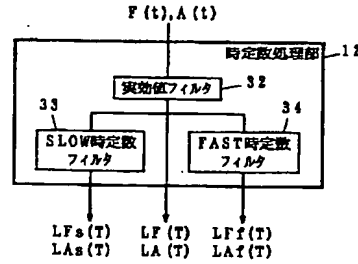 F(t),A(t)
時定数処理部
12
実効値フィルタ
32
33
SLOW時定数
フィルタ
34
FAST時定数
フィルタ
LFs(T) LF(T) LFf(T)
LAs(T) LA(T) LAf(T)